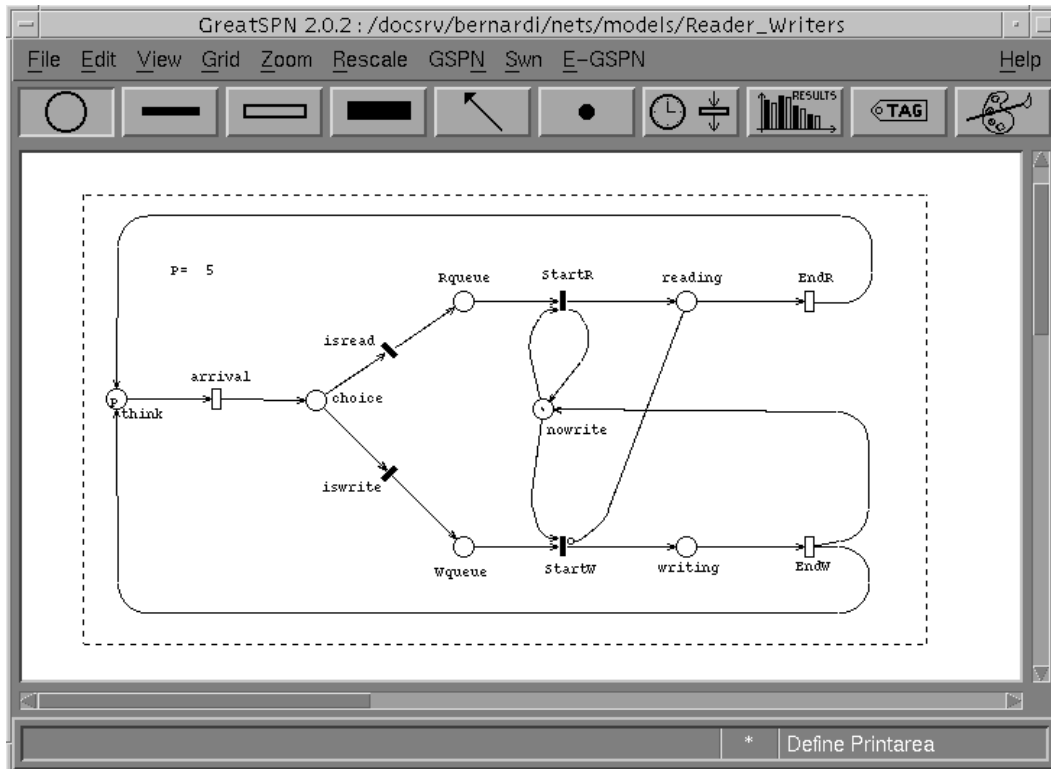 GreatSPN 2.0.2 : /docsrv/bernardi/nets/models/Reader_Writers
File Edit View Grid Zoom Rescale GSPN Swn E-GSPN Help
RESULTS
TAG
P= 5
Rqueue StartR reading EndR
isread
arrival
choice
P
think
nowrite
iswrite
Wqueue StartW writing EndW
* Define Printarea